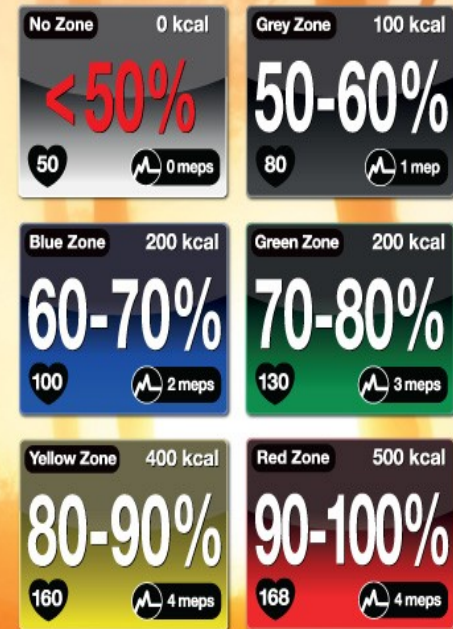 No Zone 0 kcal
<50%
50 0 meps
Grey Zone 100 kcal
50-60%
80 1 mep
Blue Zone 200 kcal
60-70%
100 2 meps
Green Zone 200 kcal
70-80%
130 3 meps
Yellow Zone 400 kcal
80-90%
160 4 meps
Red Zone 500 kcal
90-100%
168 4 meps